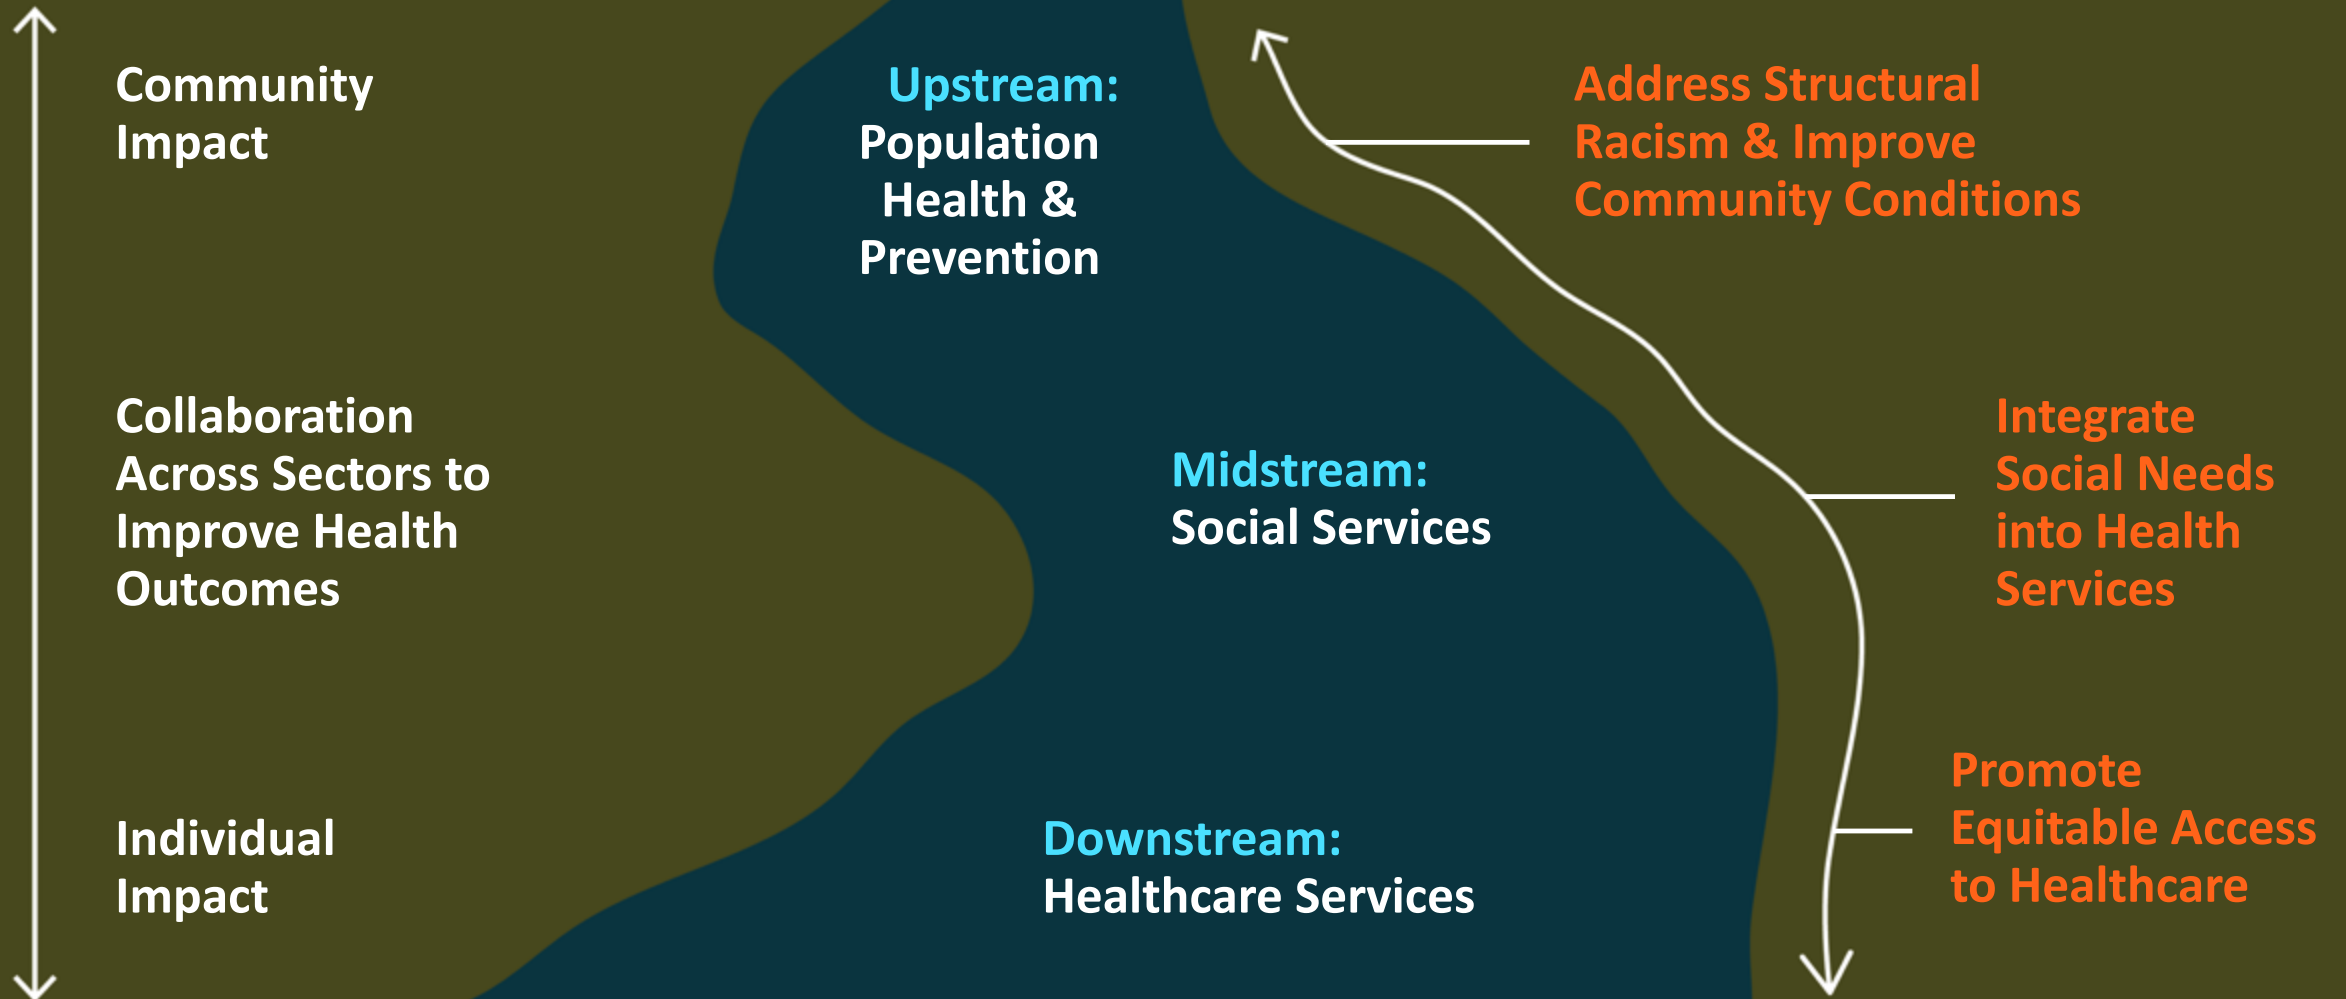 Community
Impact
Upstream:
Population
Health &
Prevention
Address Structural
Racism & Improve
Community Conditions
Collaboration
Across Sectors to
Improve Health
Outcomes
Midstream:
Social Services
Integrate
Social Needs
into Health
Services
Individual
Impact
Downstream:
Healthcare Services
Promote
Equitable Access
to Healthcare